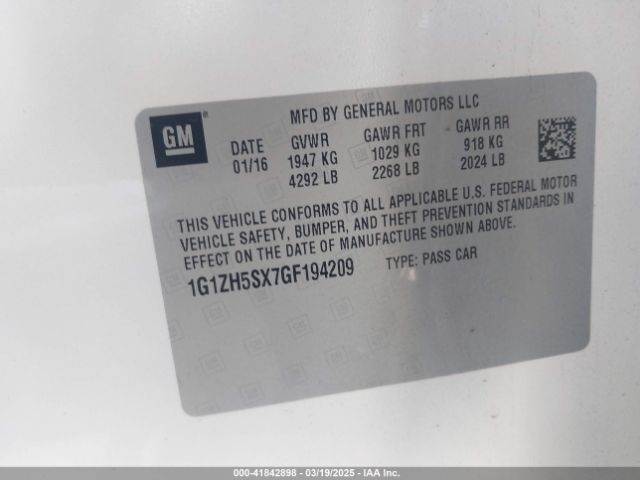 GM
MFD BY GENERAL MOTORS LLC
DATE GVWR GAWR FRT GAWR RR
01/16 1947 KG 1029 KG 918 KG
4292 LB 2268 LB 2024 LB
THIS VEHICLE CONFORMS TO ALL APPLICABLE U.S. FEDERAL MOTOR
VEHICLE SAFETY, BUMPER, AND THEFT PREVENTION STANDARDS IN
EFFECT ON THE DATE OF MANUFACTURE SHOWN ABOVE.
1G1ZH5SX7GF194209 TYPE: PASS CAR
000-41842898 - 03/19/2025 - IAA Inc.